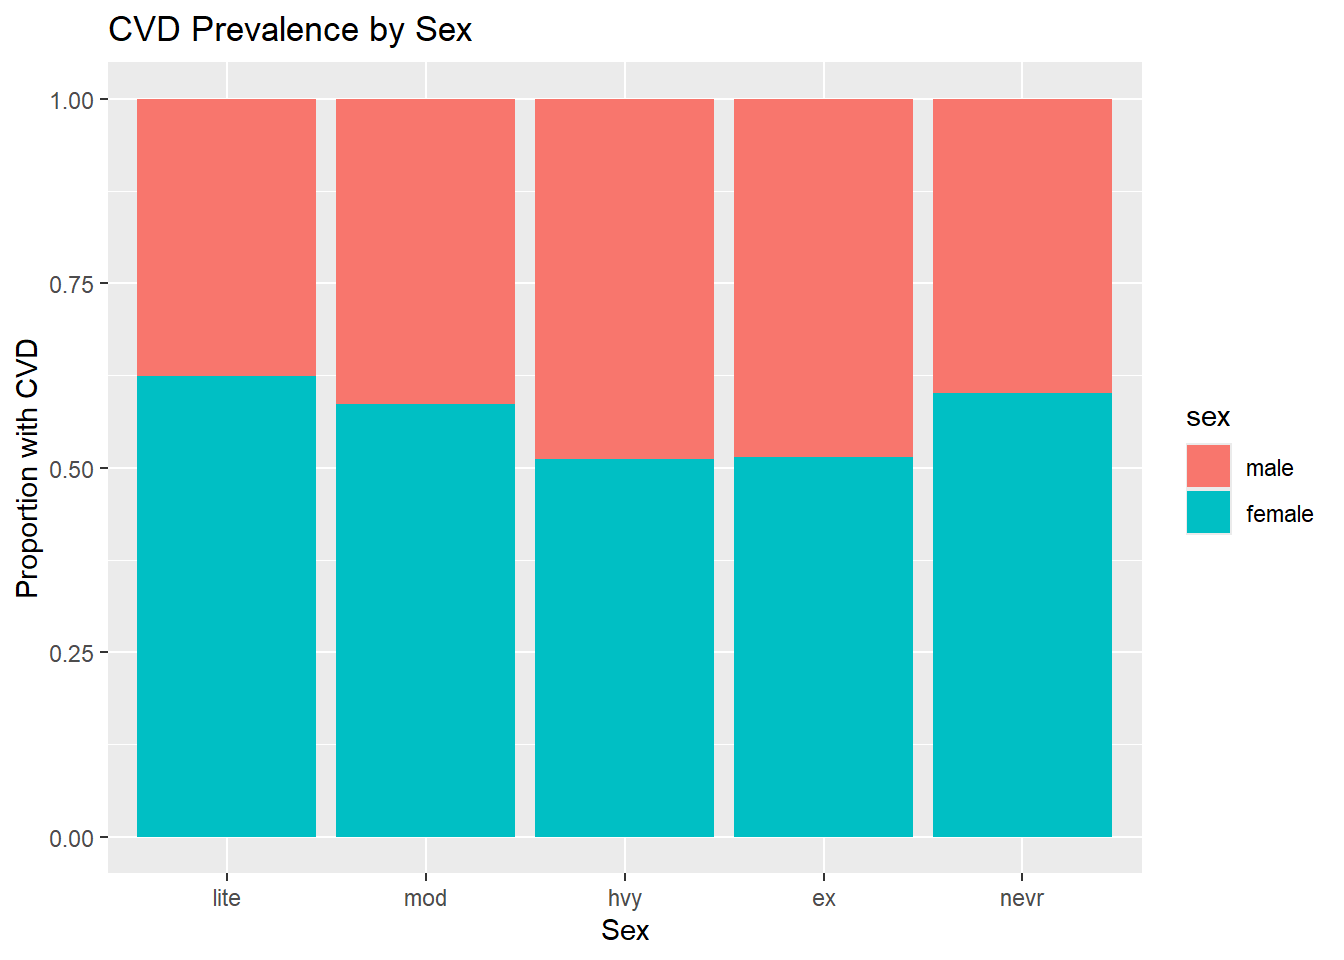 CVD Prevalence by Sex
Proportion with CVD
1.00
0.75
0.50
0.25
0.00
lite
mod
hvy
ex
nevr
Sex
sex
male
female